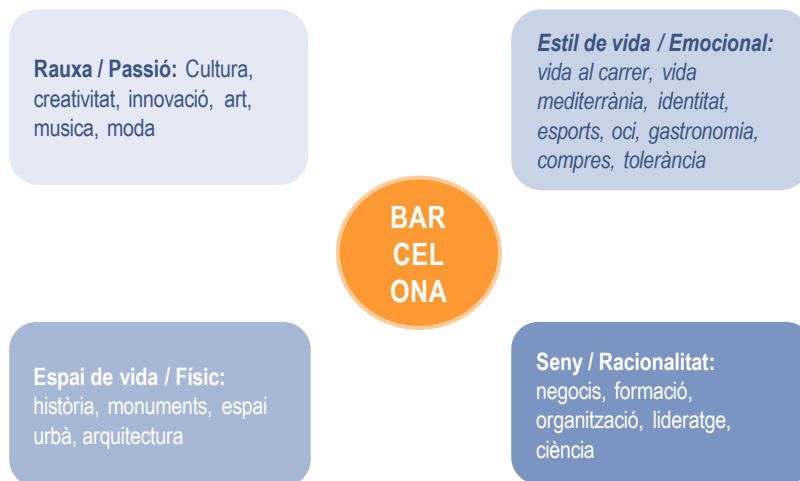 Rauxa / Passió: Cultura,
creativitat, innovació, art,
musica, moda
Estil de vida / Emocional:
vida al carrer, vida
mediterrània, identitat,
esports, oci, gastronomia,
compres, tolerància
BAR
CEL
ONA
Espai de vida / Físic:
història, monuments, espai
urbà, arquitectura
Seny / Racionalitat:
negocis, formació,
organització, lideratge,
ciència